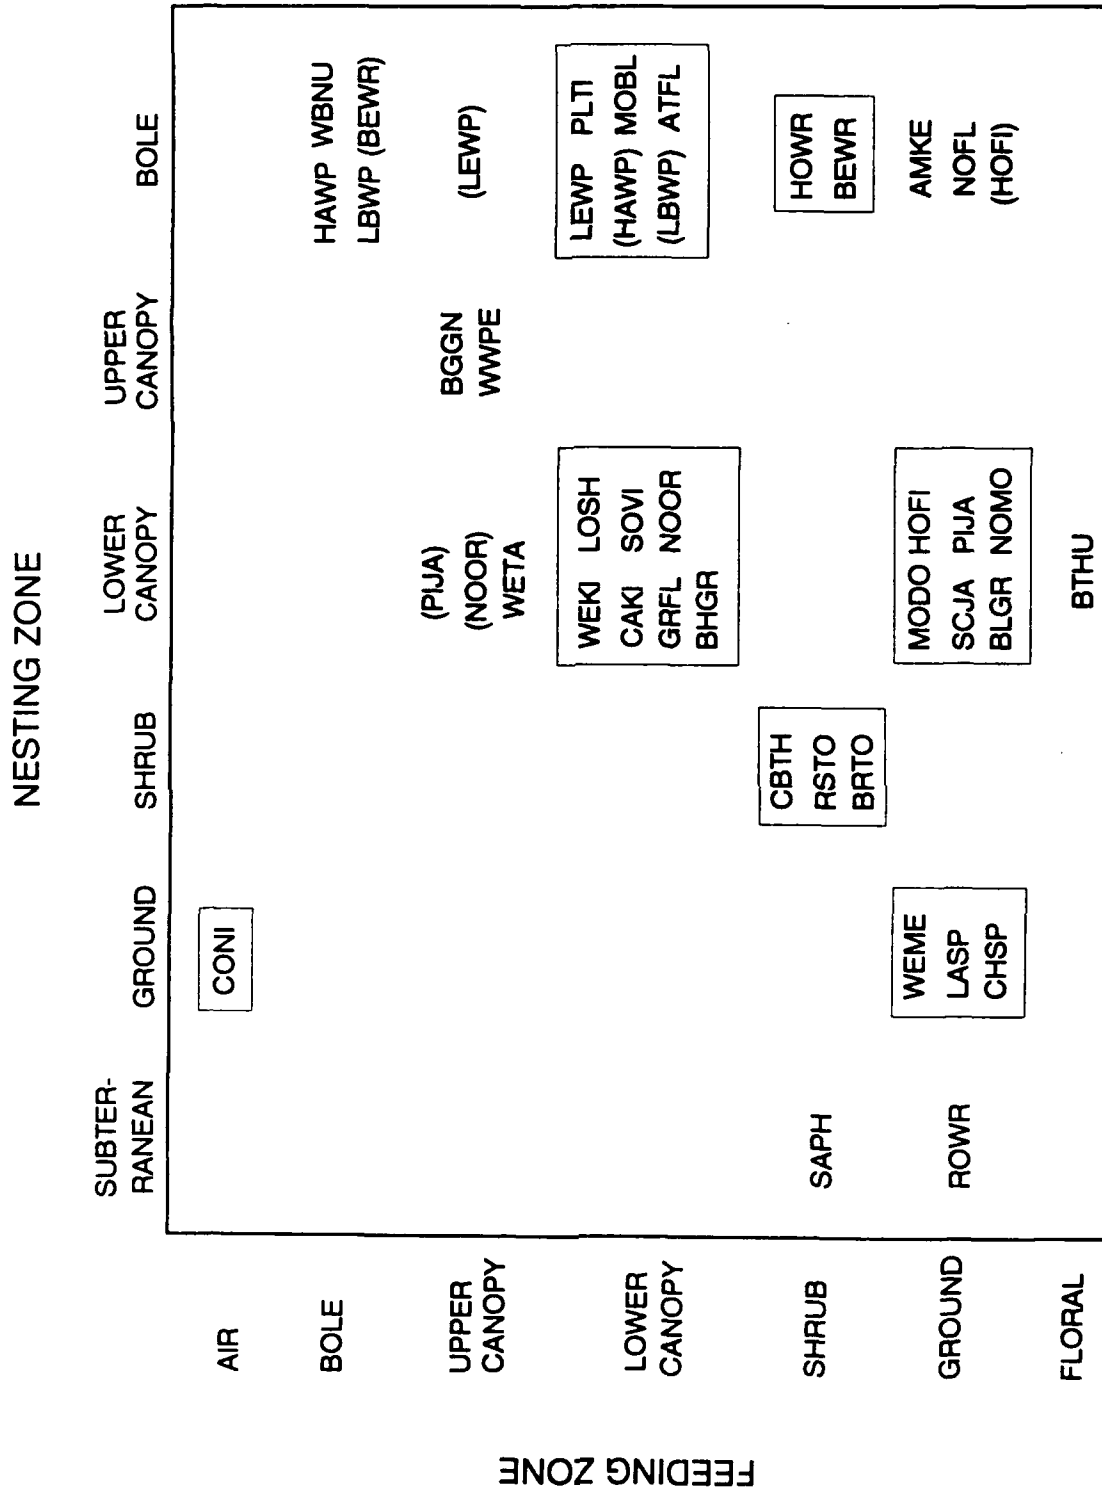 NESTING ZONE
SUBTER-
RANEAN
GROUND
SHRUB
LOWER
CANOPY
UPPER
CANOPY
BOLE
FEEDING ZONE
AIR
CONI
BOLE
HAWP WBNU
LBWP (BEWR)
UPPER
CANOPY
(PIJA)
(NOOR)
WETA
BGGN
WWPE
(LEWP)
LOWER
CANOPY
WEKI LOSH
CAKI SOVI
GRFL NOOR
BHGR
LEWP PLTI
(HAWP) MOBL
(LBWP) ATFL
SHRUB
SAPH
CBTH
RSTO
BRTO
HOWR
BEWR
GROUND
ROWR
WEME
LASP
CHSP
MODO HOFI
SCJA PIJA
BLGR NOMO
AMKE
NOFL
(HOFI)
FLORAL
BTHU